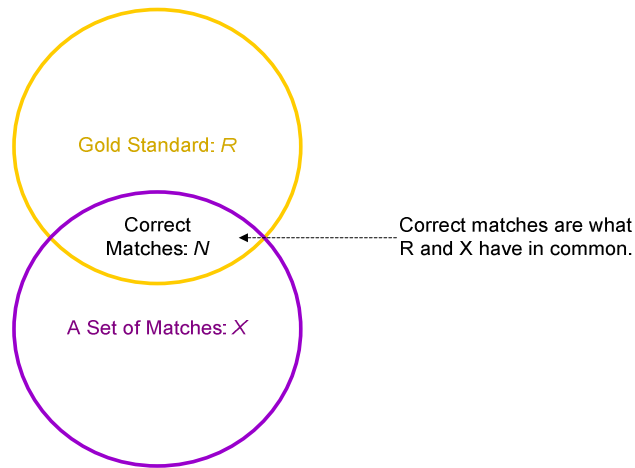 Gold Standard: R
Correct
Matches: N
Correct matches are what
R and X have in common.
A Set of Matches: X